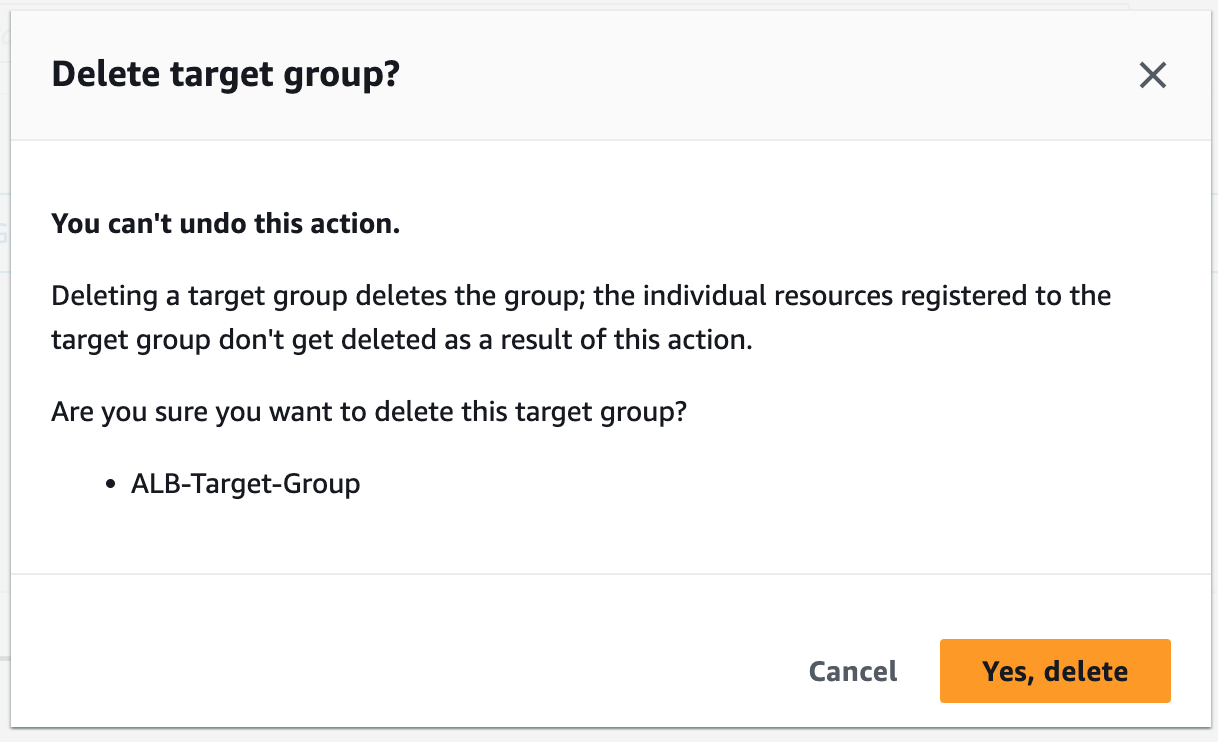 Delete target group?
You can't undo this action.
Deleting a target group deletes the group; the individual resources registered to the
target group don't get deleted as a result of this action.
Are you sure you want to delete this target group?
• ALB-Target-Group
Cancel
Yes, delete